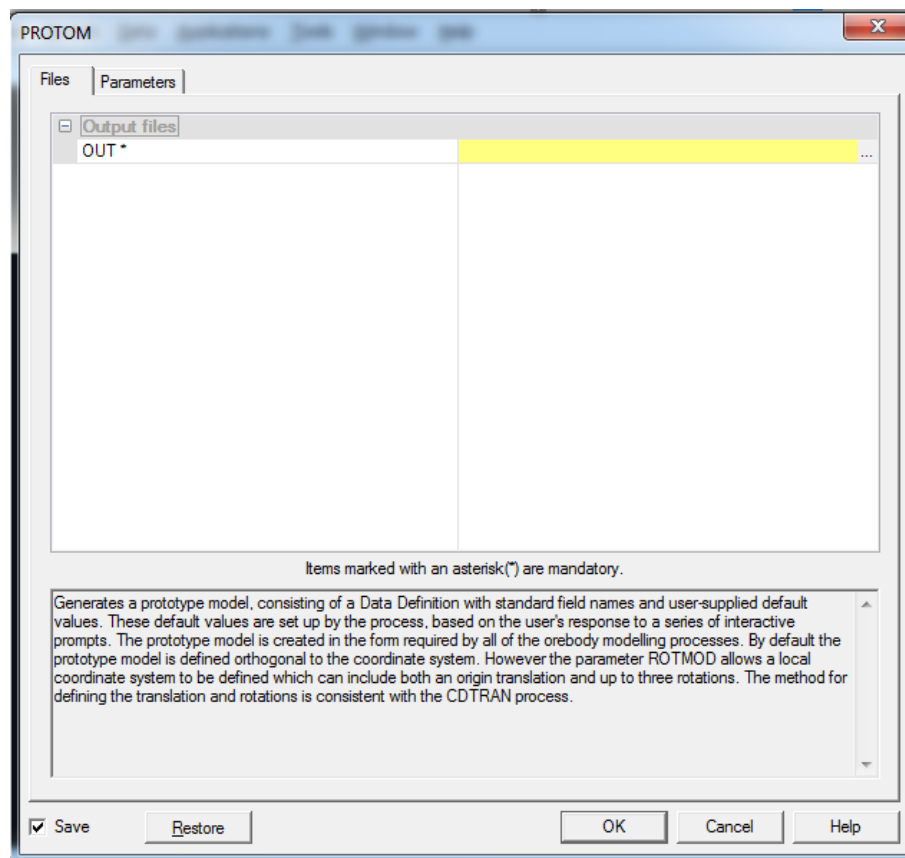 PROTOM
Files
Parameters
Output files
OUT *
...
Items marked with an asterisk(*) are mandatory.
Generates a prototype model, consisting of a Data Definition with standard field names and user-supplied default
values. These default values are set up by the process, based on the user's response to a series of interactive
prompts. The prototype model is created in the form required by all of the orebody modelling processes. By default the
prototype model is defined orthogonal to the coordinate system. However the parameter ROTMOD allows a local
coordinate system to be defined which can include both an origin translation and up to three rotations. The method for
defining the translation and rotations is consistent with the CDTRAN process.
Save
Restore
OK
Cancel
Help